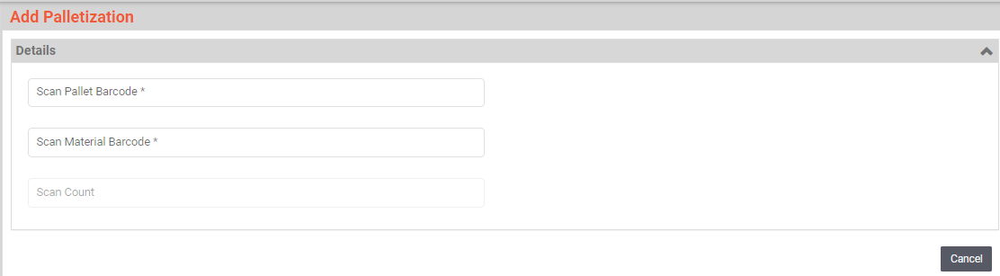 Add Palletization
Details
Scan Pallet Barcode *
Scan Material Barcode *
Scan Count
Cancel